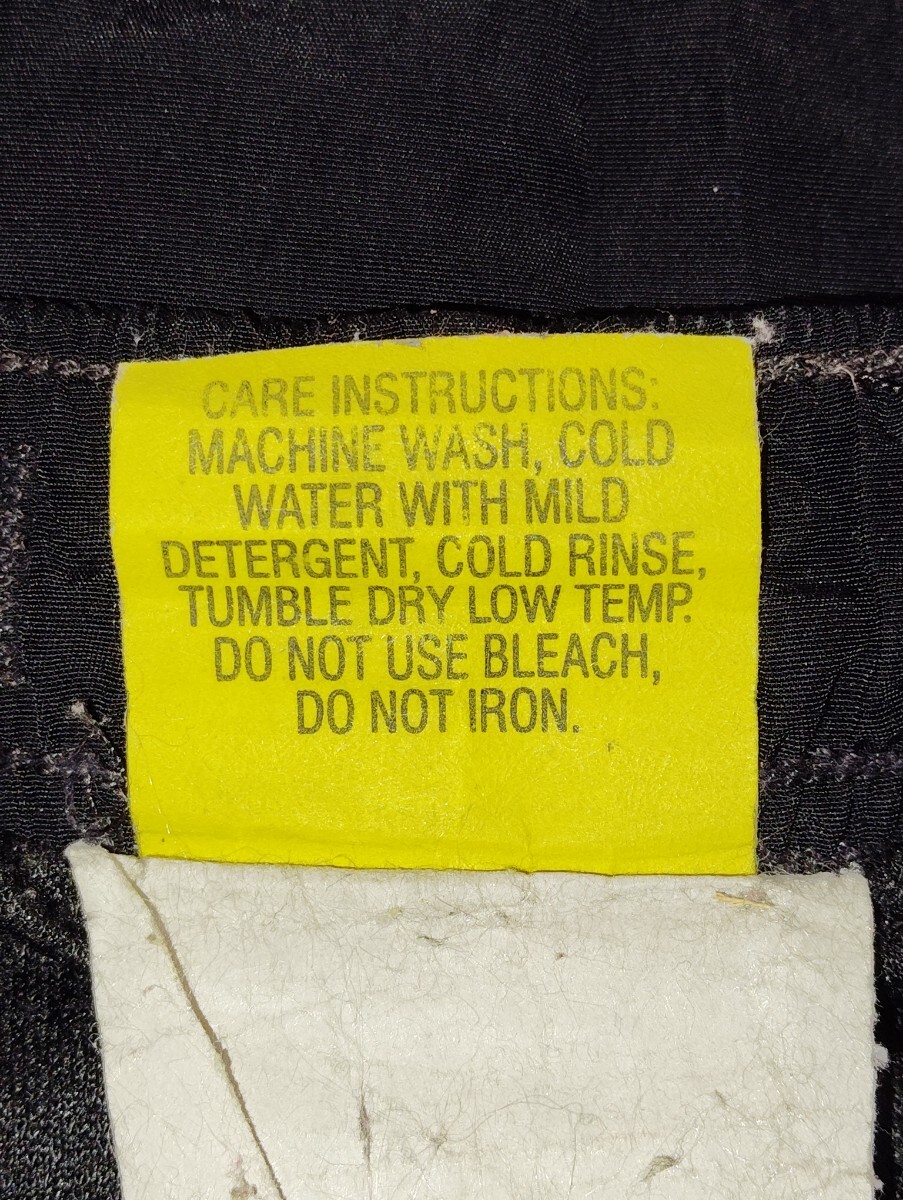 CARE INSTRUCTIONS:
MACHINE WASH, COLD
WATER WITH MILD
DETERGENT, COLD RINSE,
TUMBLE DRY LOW TEMP.
DO NOT USE BLEACH,
DO NOT IRON.